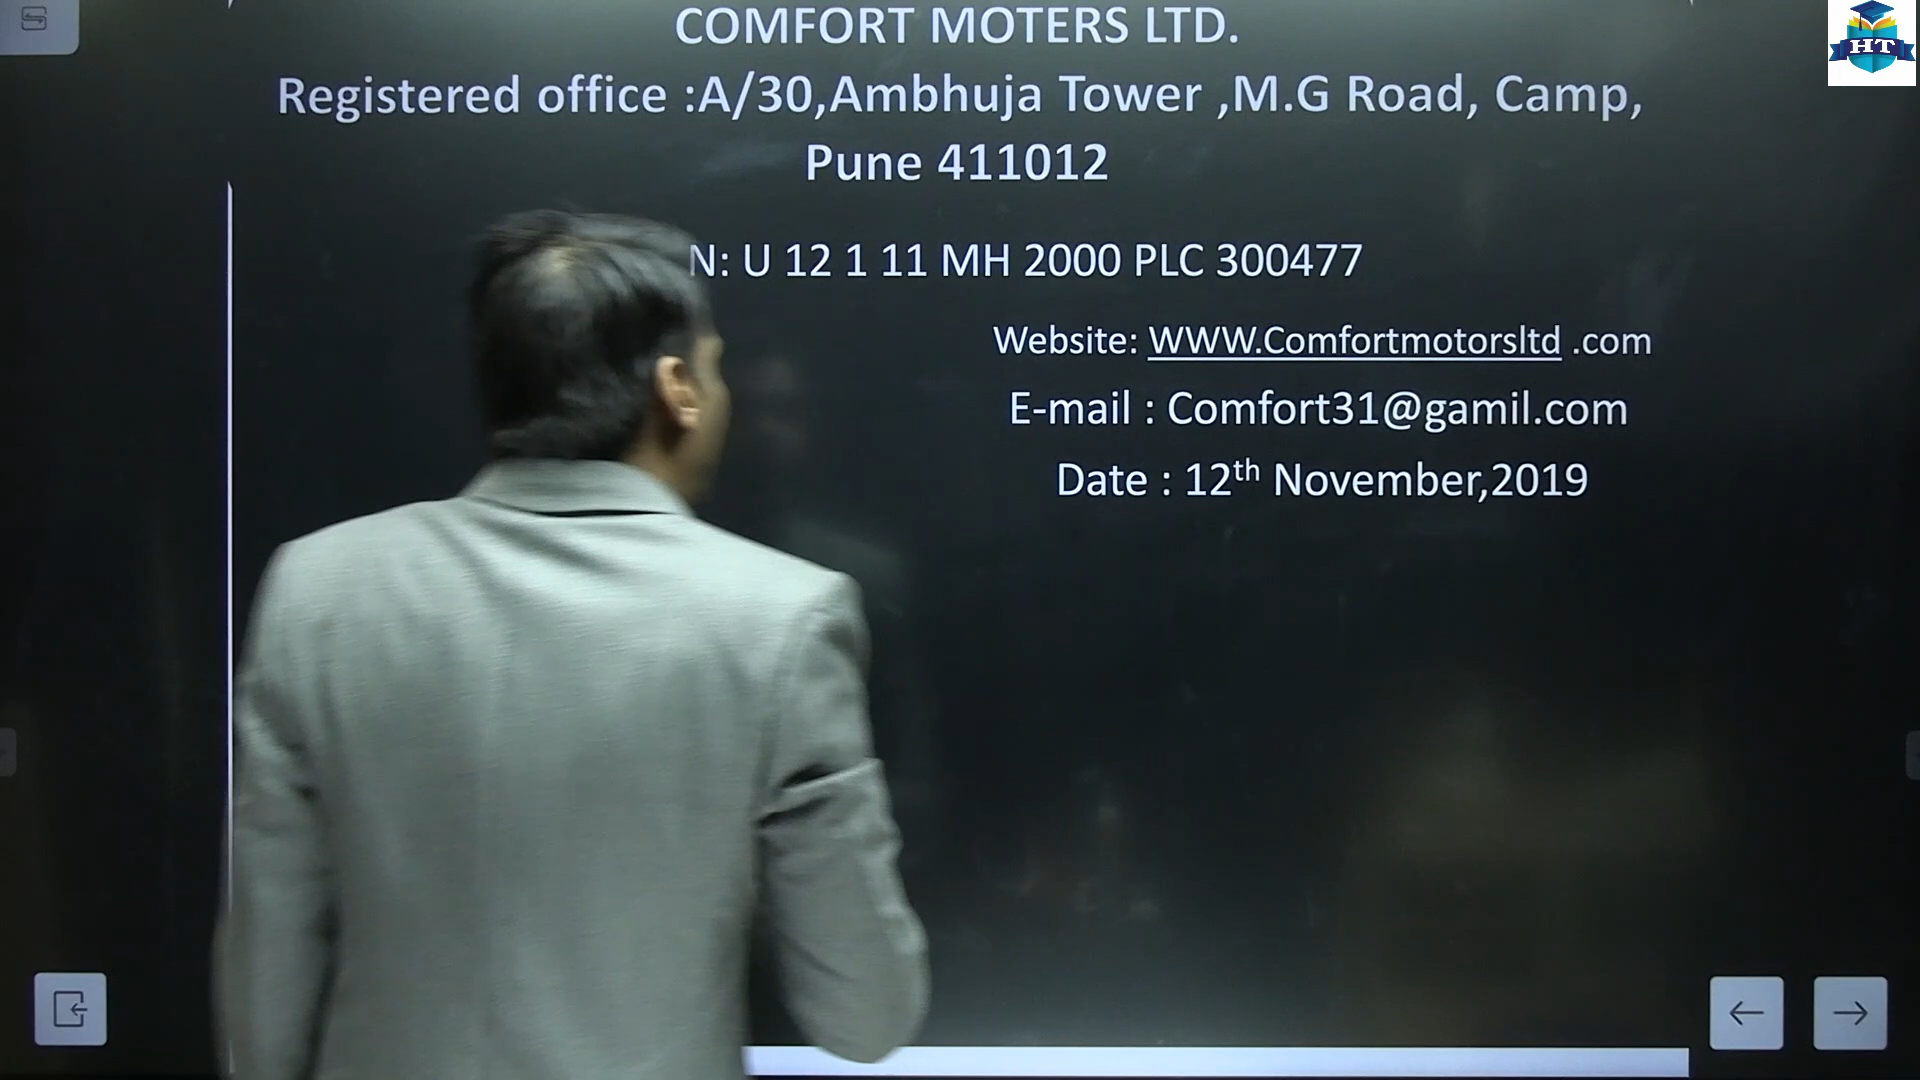 COMFORT MOTERS LTD.
Registered office :A/30,Ambhuja Tower ,M.G Road, Camp,
Pune 411012
N: U 12 1 11 MH 2000 PLC 300477
Website: WWW.Comfortmotorsltd .com
E-mail : Comfort31@gamil.com
Date : 12th November,2019
HT